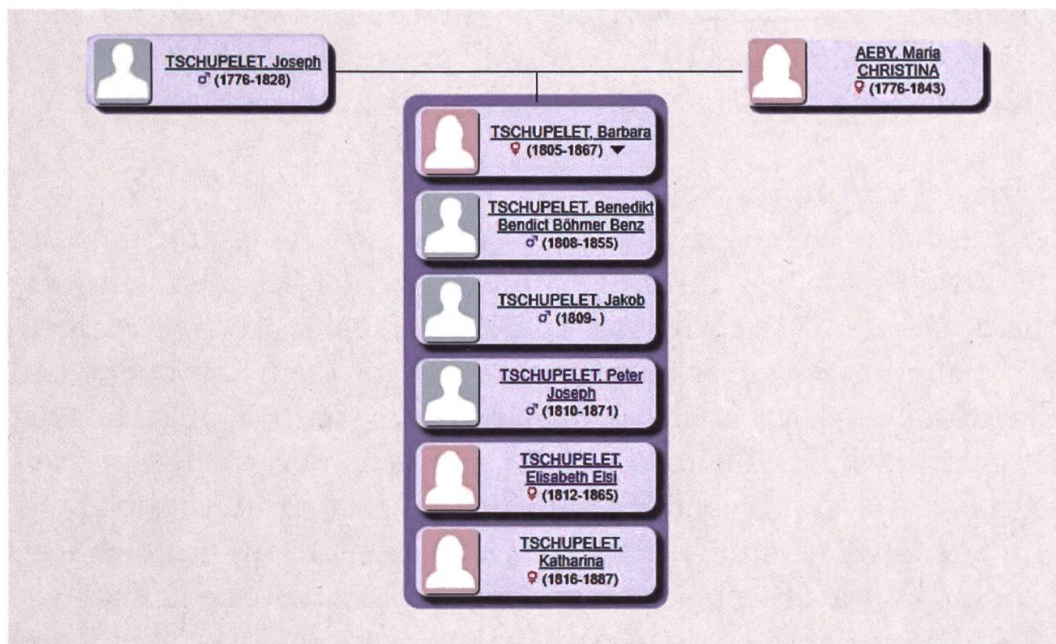 TSCHUPELET, Joseph
♂ (1776-1828)
AEBY, Maria
CHRISTINA
♀ (1776-1843)
TSCHUPELET, Barbara
♀ (1805-1867) ▼
TSCHUPELET, Benedikt
Bendict Böhmer Benz
♂ (1808-1855)
TSCHUPELET, Jakob
♂ (1809- )
TSCHUPELET, Peter
Joseph
♂ (1810-1871)
TSCHUPELET,
Elisabeth Elsi
♀ (1812-1865)
TSCHUPELET,
Katharina
♀ (1816-1887)